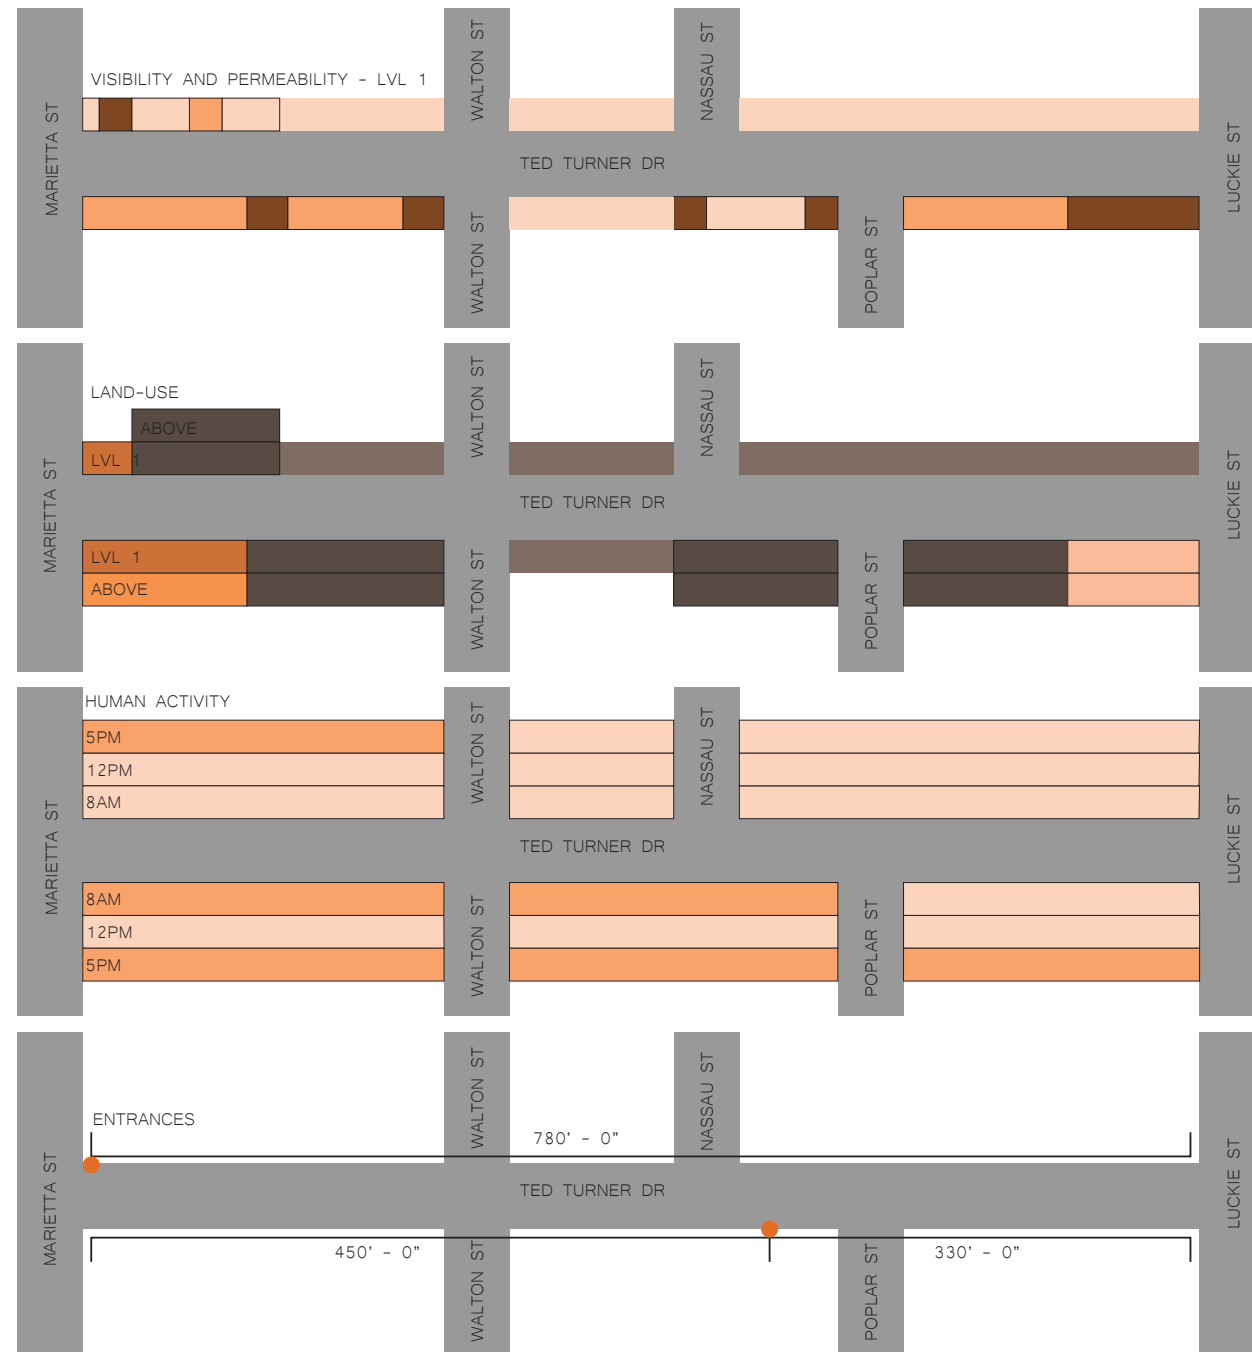 WALTON ST
NASSAU ST
VISIBILITY AND PERMEABILITY - LVL 1
MARIETTA ST
TED TURNER DR
LUCKIE ST
WALTON ST
POPLAR ST
WALTON ST
NASSAU ST
LAND-USE
ABOVE
LVL 1
MARIETTA ST
TED TURNER DR
LUCKIE ST
LVL 1
ABOVE
WALTON ST
POPLAR ST
HUMAN ACTIVITY
WALTON ST
NASSAU ST
5PM
12PM
8AM
MARIETTA ST
TED TURNER DR
LUCKIE ST
8AM
12PM
5PM
WALTON ST
POPLAR ST
WALTON ST
NASSAU ST
ENTRANCES
780' - 0"
MARIETTA ST
TED TURNER DR
LUCKIE ST
450' - 0"
330' - 0"
WALTON ST
POPLAR ST